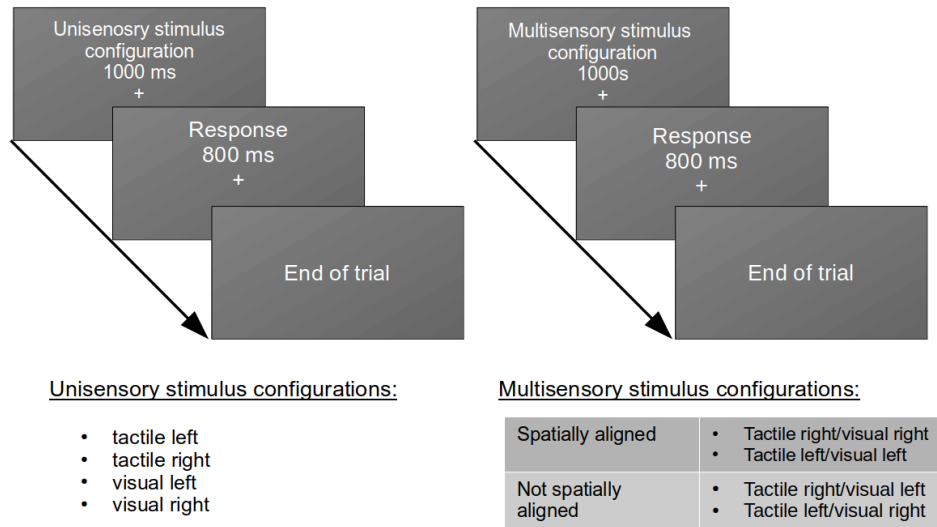 Unisenosry stimulus
configuration
1000 ms
+
Response
800 ms
+
End of trial
Multisensory stimulus
configuration
1000s
+
Response
800 ms
+
End of trial
Unisensory stimulus configurations:
• tactile left
• tactile right
• visual left
• visual right
Multisensory stimulus configurations:
Spatially aligned
• Tactile right/visual right
• Tactile left/visual left
Not spatially
aligned
• Tactile right/visual left
• Tactile left/visual right